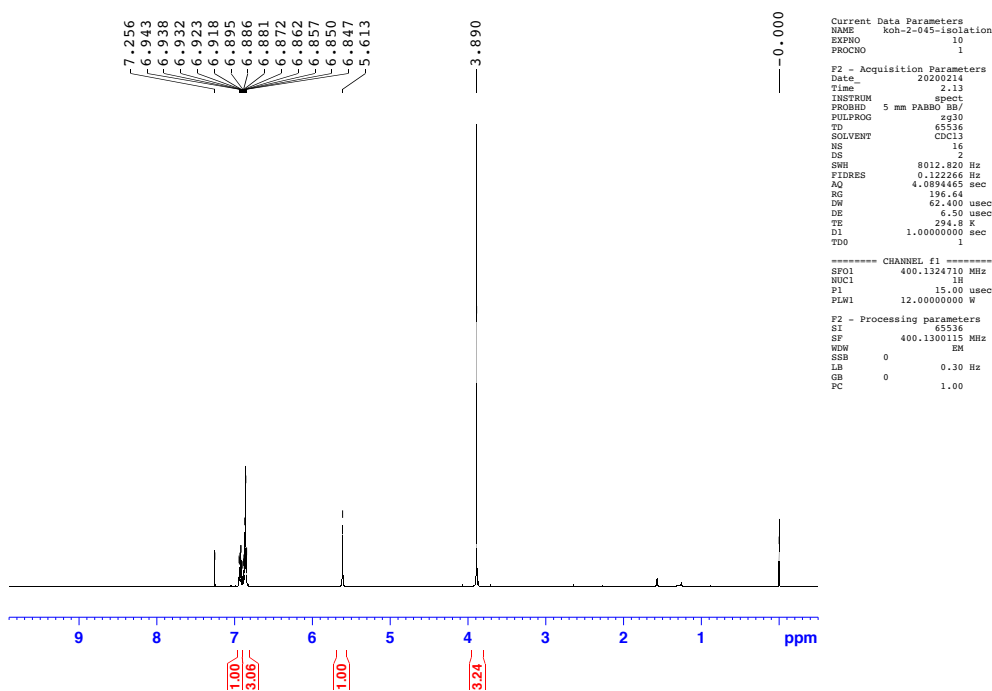 7.256
6.943
6.938
6.932
6.923
6.918
6.895
6.886
6.881
6.872
6.862
6.857
6.850
6.847
5.613
3.890
-0.000
Current Data Parameters
NAME koh-2-045-isolation
EXPNO 10
PROCNO 1
F2 - Acquisition Parameters
Date_ 20200214
Time 2.13
INSTRUM spect
PROBHD 5 mm PABBO BB/
PULPROG zg30
TD 65536
SOLVENT CDCl3
NS 16
DS 2
SWH 8012.820 Hz
FIDRES 0.122266 Hz
AQ 4.0894465 sec
RG 196.64
DW 62.400 usec
DE 6.50 usec
TE 294.8 K
D1 1.00000000 sec
TD0 1
======== CHANNEL f1 ========
SFO1 400.1324710 MHz
NUC1 1H
P1 15.00 usec
PLW1 12.00000000 W
F2 - Processing parameters
SI 65536
SF 400.1300115 MHz
WDW EM
SSB 0
LB 0.30 Hz
GB 0
PC 1.00
9 8 7 6 5 4 3 2 1 ppm
1.00
3.06
1.00
3.24